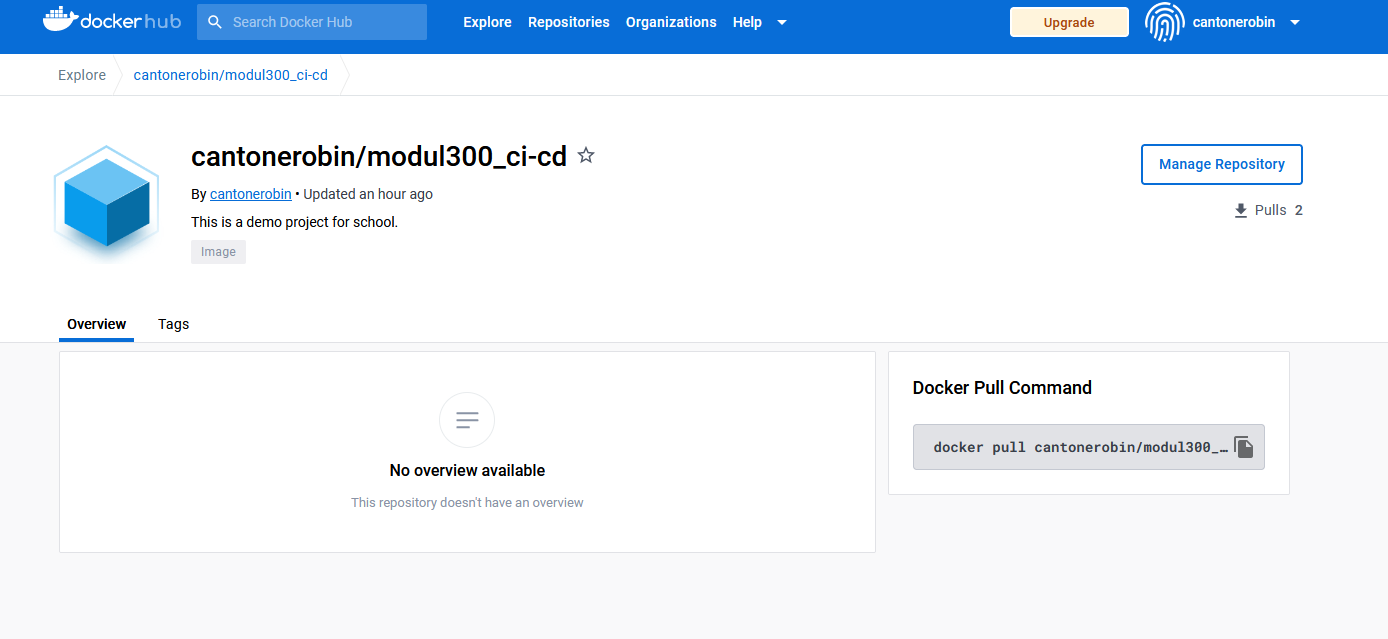 dockerhub Search Docker Hub Explore Repositories Organizations Help Upgrade cantonerobin
Explore cantonerobin/modul300_ci-cd
cantonerobin/modul300_ci-cd
Manage Repository
By cantonerobin • Updated an hour ago
Pulls 2
This is a demo project for school.
Image
Overview Tags
No overview available
This repository doesn't have an overview
Docker Pull Command
docker pull cantonerobin/modul300_…